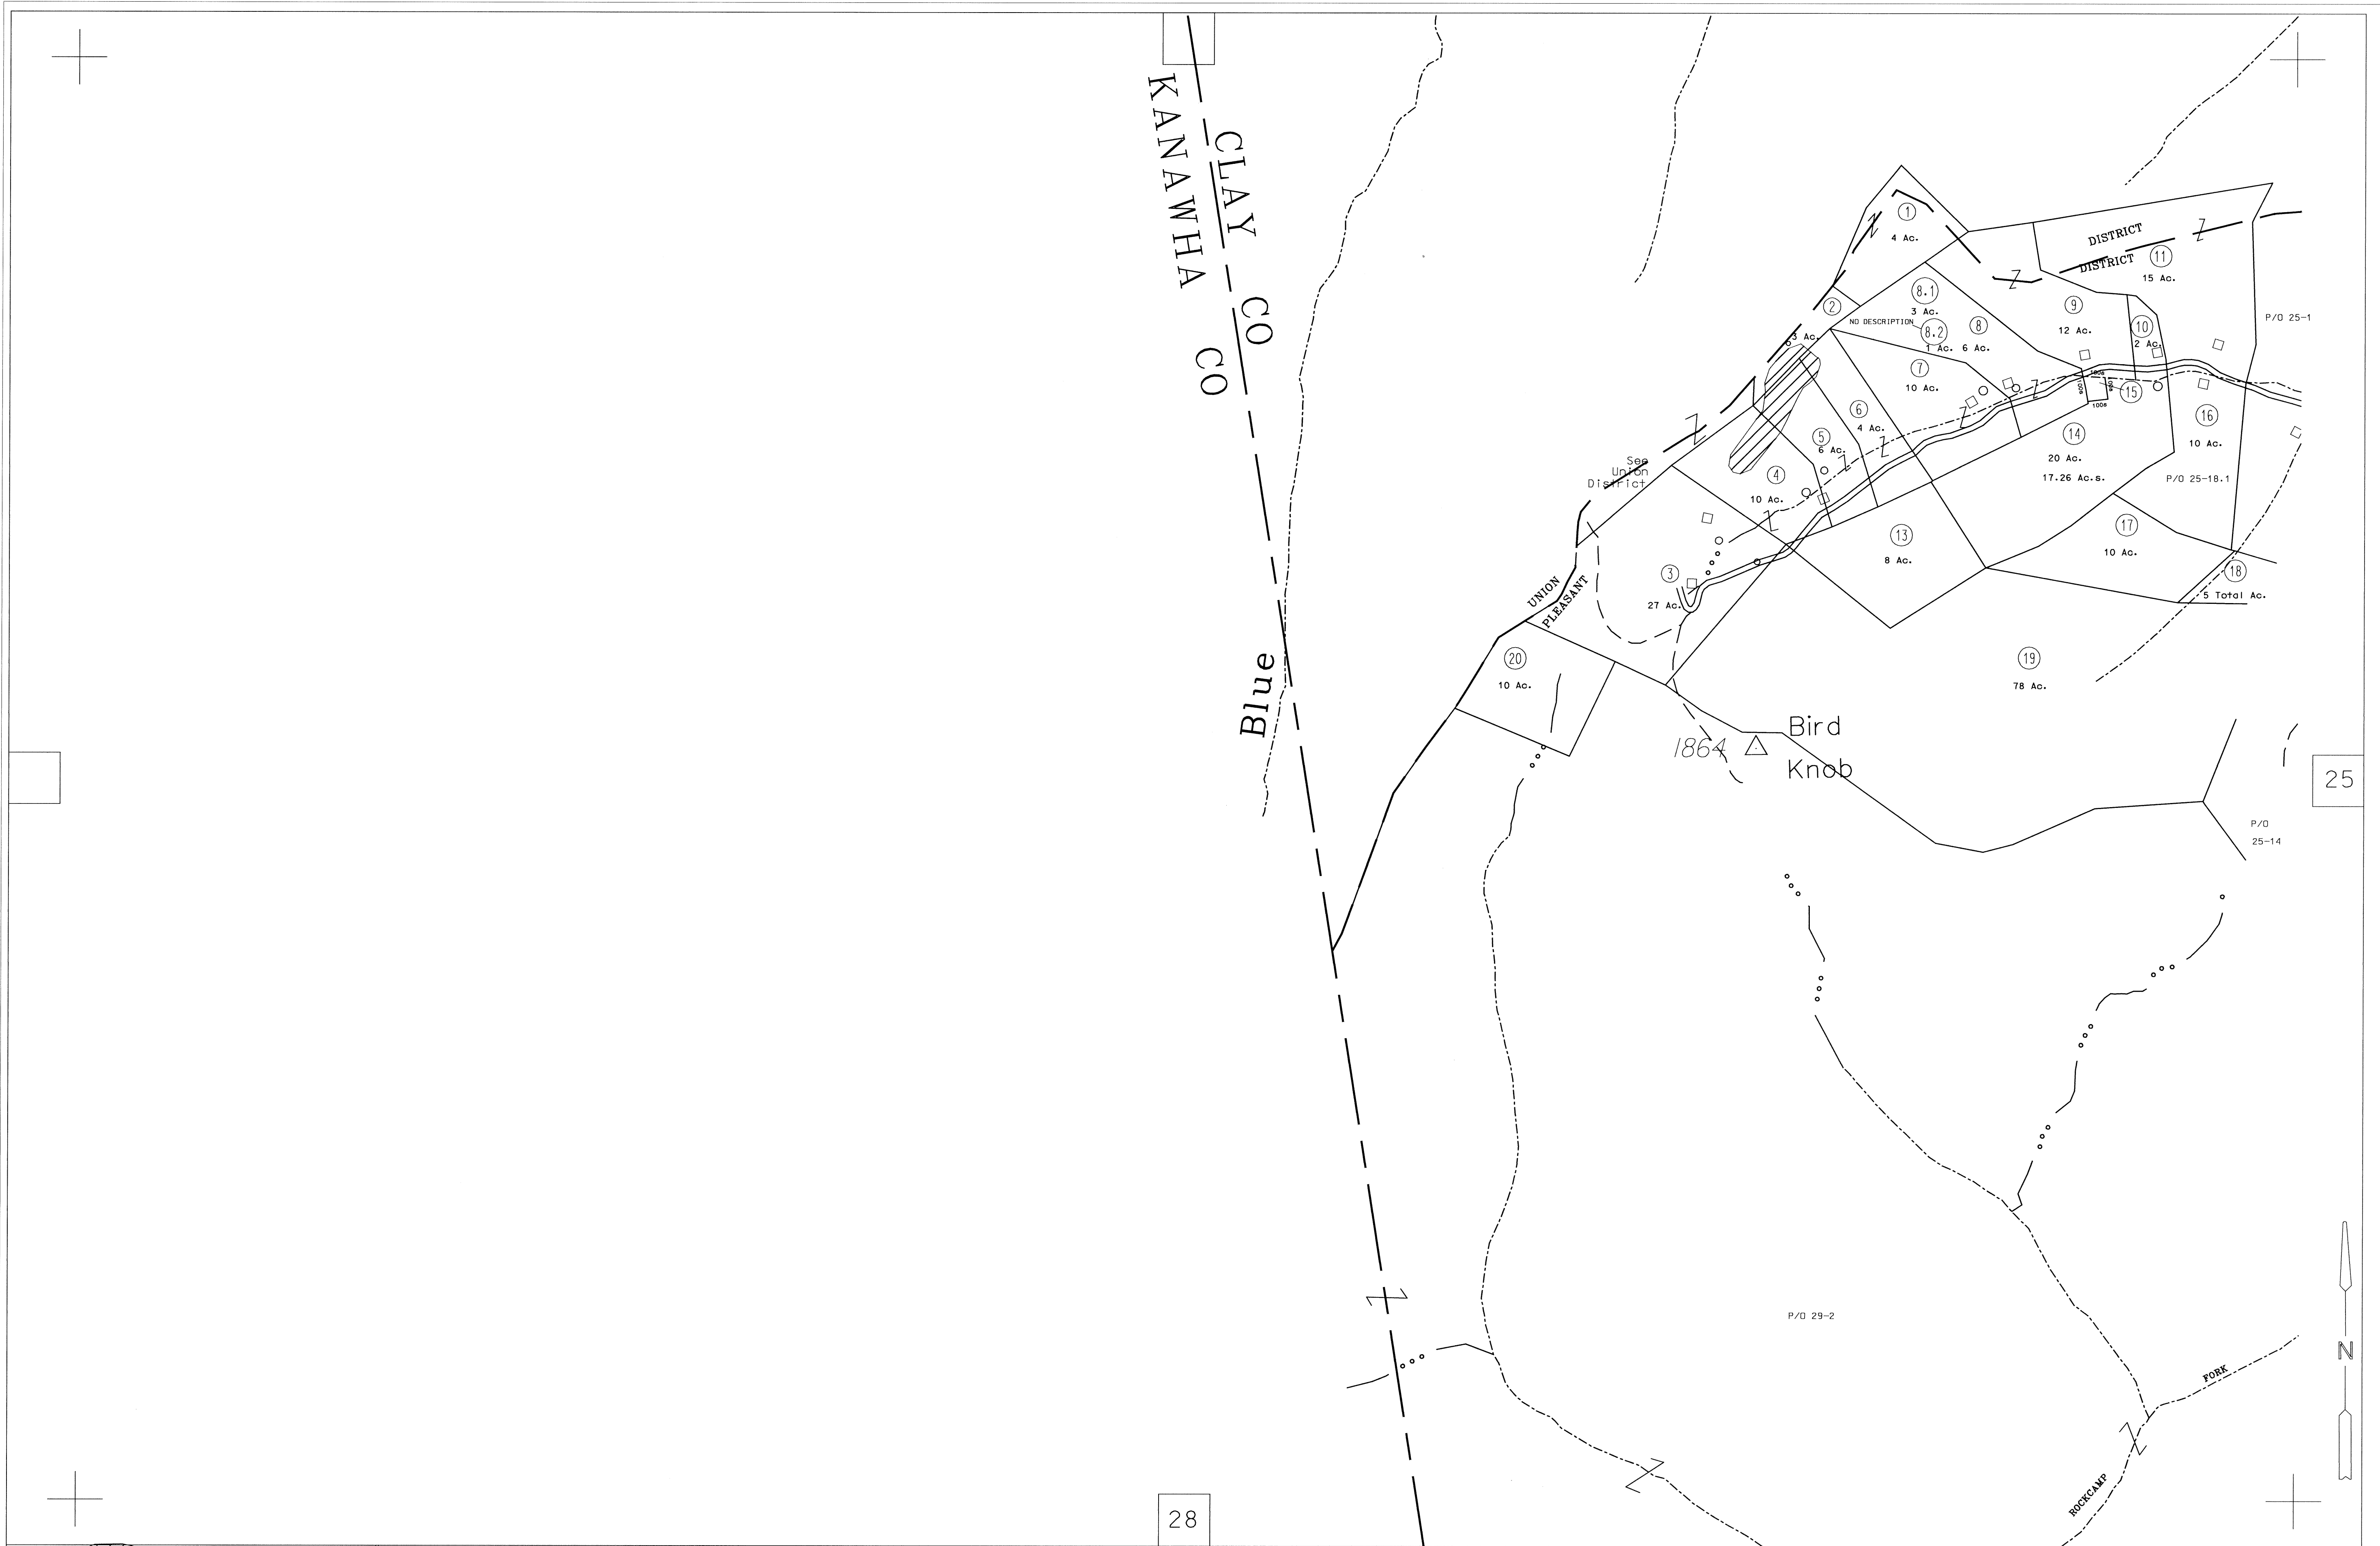 KANAWHA CO
CLAY CO
1
4 Ac.
DISTRICT
DISTRICT
11
15 Ac.
2
3 Ac.
8.1
3 Ac.
NO DESCRIPTION
8.2
1 Ac.
8
6 Ac.
9
12 Ac.
10
2 Ac.
P/O 25-1
7
10 Ac.
6
4 Ac.
5
6 Ac.
100s
100s
100s
100s
15
16
10 Ac.
14
20 Ac.
17.26 Ac.s.
P/O 25-18.1
See
Union
District
4
10 Ac.
13
8 Ac.
17
10 Ac.
18
5 Total Ac.
3
27 Ac.
UNION
PLEASANT
Blue
20
10 Ac.
19
78 Ac.
1864
Bird
Knob
25
P/O
25-14
P/O 29-2
N
FORK
ROCKCAMP
28